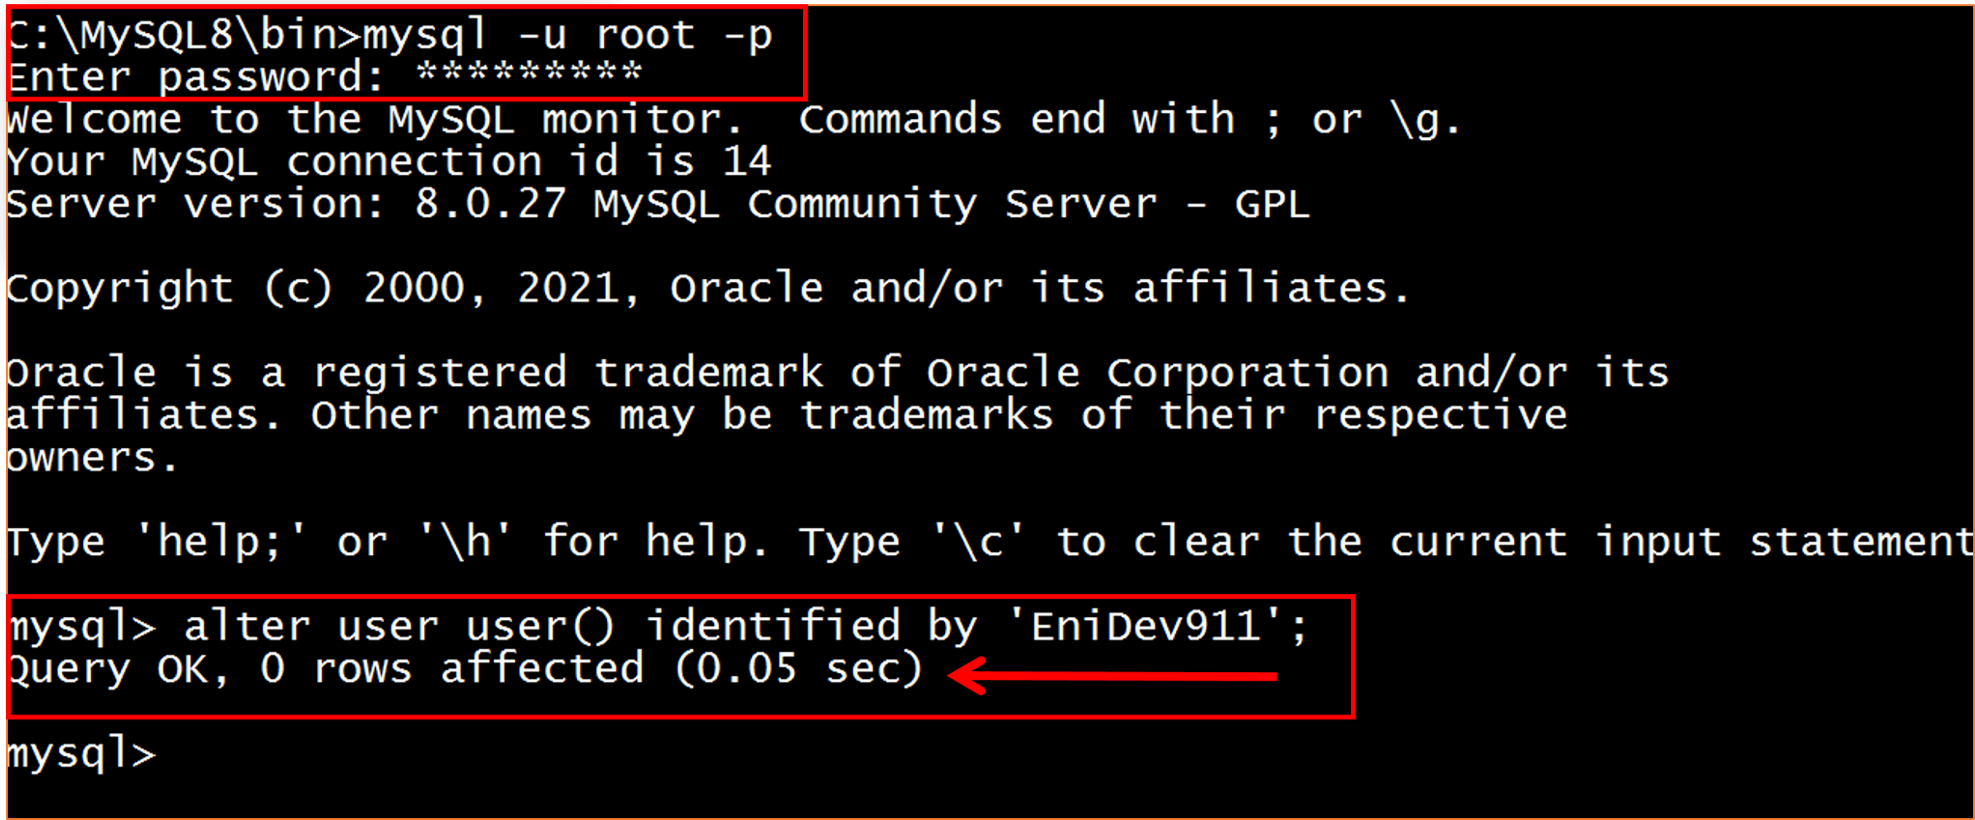 C:\MySQL8\bin>mysql -u root -p
Enter password: *********
Welcome to the MySQL monitor.  Commands end with ; or \g.
Your MySQL connection id is 14
Server version: 8.0.27 MySQL Community Server - GPL
Copyright (c) 2000, 2021, Oracle and/or its affiliates.
Oracle is a registered trademark of Oracle Corporation and/or its
affiliates. Other names may be trademarks of their respective
owners.
Type 'help;' or '\h' for help. Type '\c' to clear the current input statement
mysql> alter user user() identified by 'EniDev911';
Query OK, 0 rows affected (0.05 sec)
mysql>